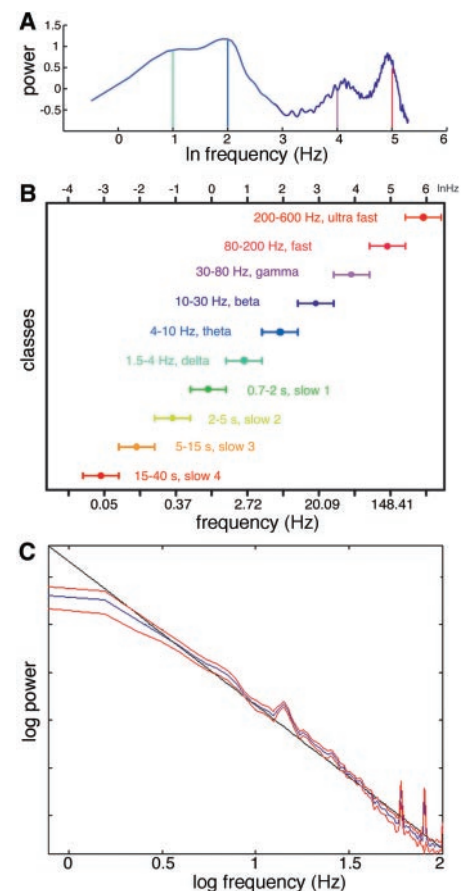 A
1.5
1
0.5
0
-0.5
power
0 1 2 3 4 5 6
ln frequency (Hz)
B
-4 -3 -2 -1 0 1 2 3 4 5 6 lnHz
200-600 Hz, ultra fast
80-200 Hz, fast
30-80 Hz, gamma
10-30 Hz, beta
4-10 Hz, theta
1.5-4 Hz, delta
0.7-2 s, slow 1
2-5 s, slow 2
5-15 s, slow 3
15-40 s, slow 4
classes
0.05 0.37 2.72 20.09 148.41
frequency (Hz)
C
log power
0 0.5 1 1.5 2
log frequency (Hz)